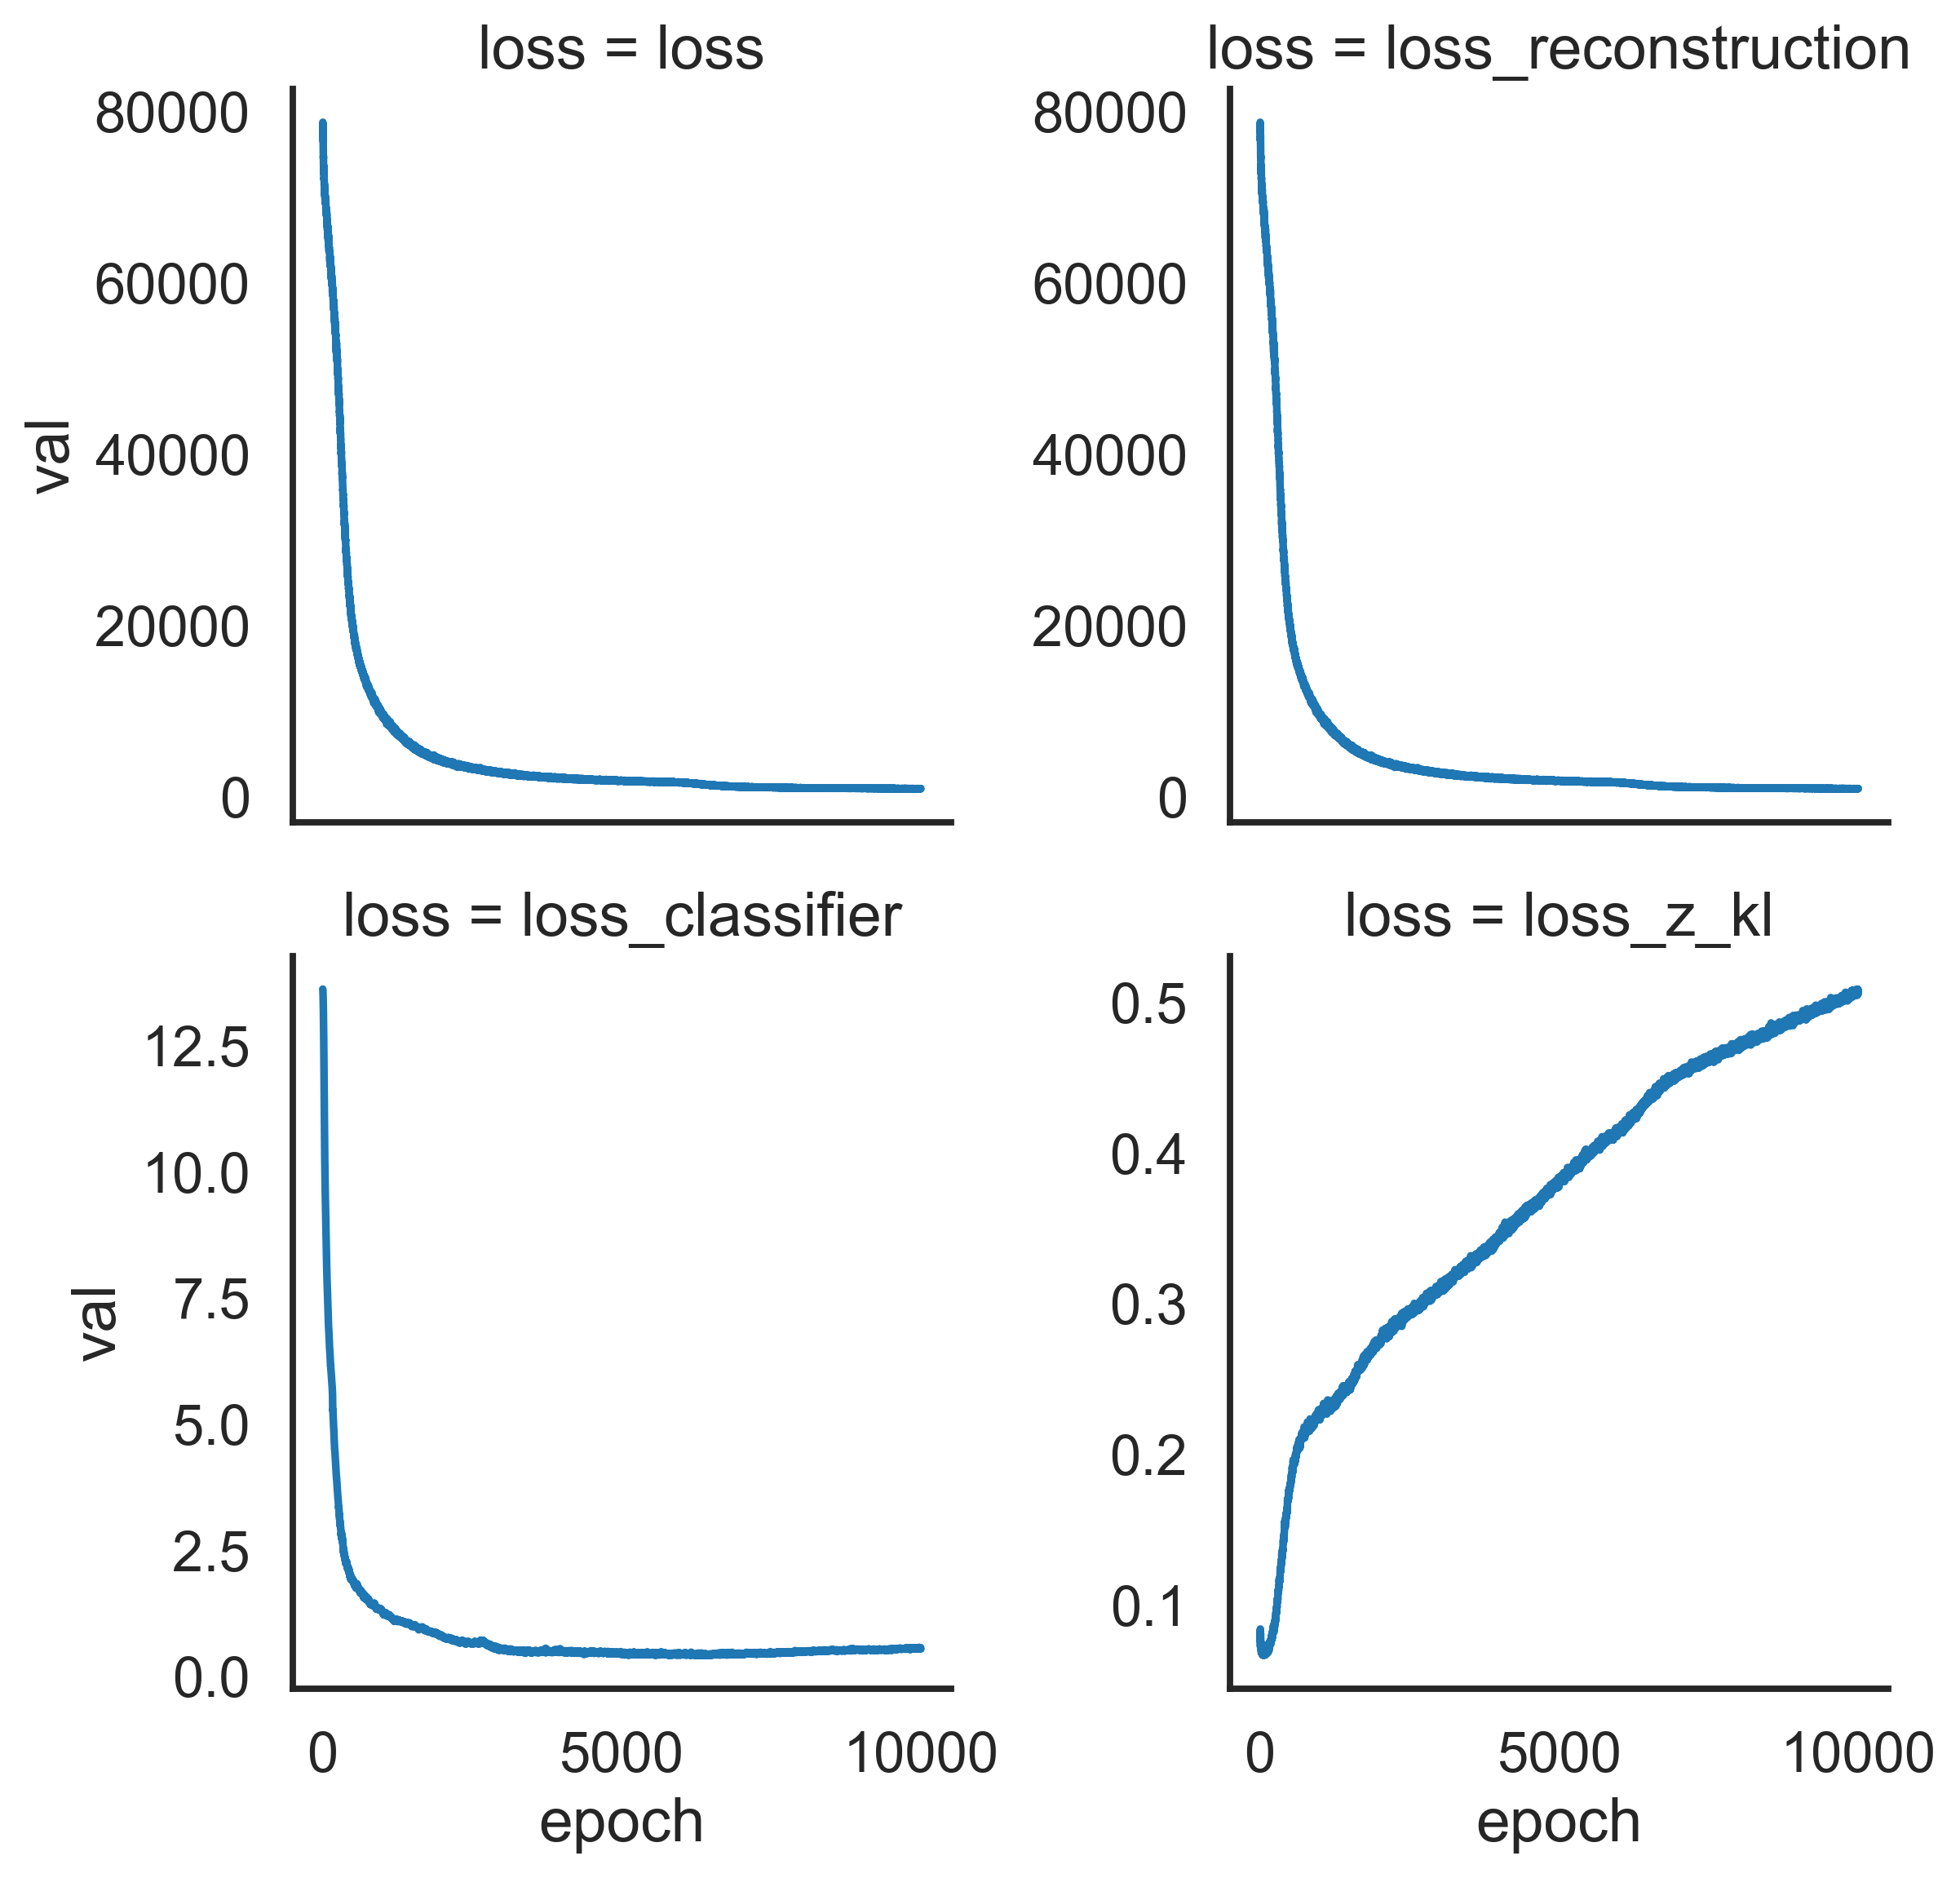 loss = loss
80000
60000
40000
20000
0
val
loss = loss_reconstruction
80000
60000
40000
20000
0
loss = loss_classifier
12.5
10.0
7.5
5.0
2.5
0.0
val
0 5000 10000
epoch
loss = loss_z_kl
0.5
0.4
0.3
0.2
0.1
0 5000 10000
epoch